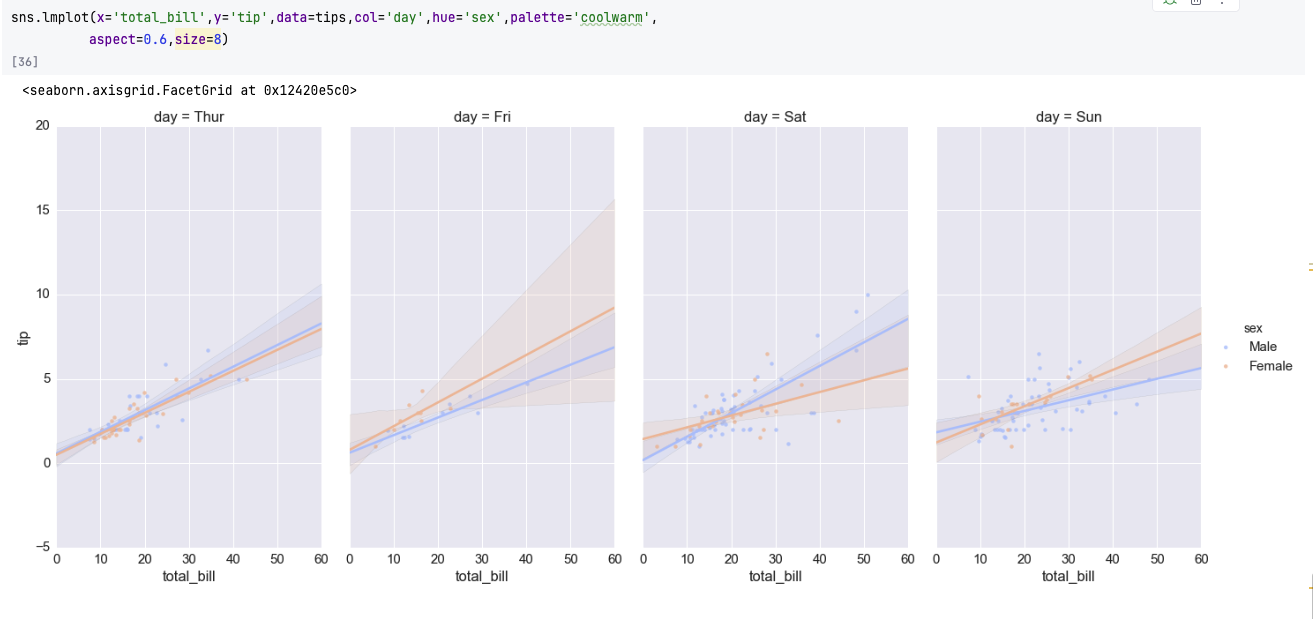 sns.lmplot(x='total_bill',y='tip',data=tips,col='day',hue='sex',palette='coolwarm',
aspect=0.6,size=8)
[36]
<seaborn.axisgrid.FacetGrid at 0x12420e5c0>
day = Thur day = Fri day = Sat day = Sun
20
15
10
5
0
−5
tip
sex
Male
Female
0 10 20 30 40 50 60 0 10 20 30 40 50 60 0 10 20 30 40 50 60 0 10 20 30 40 50 60
total_bill total_bill total_bill total_bill